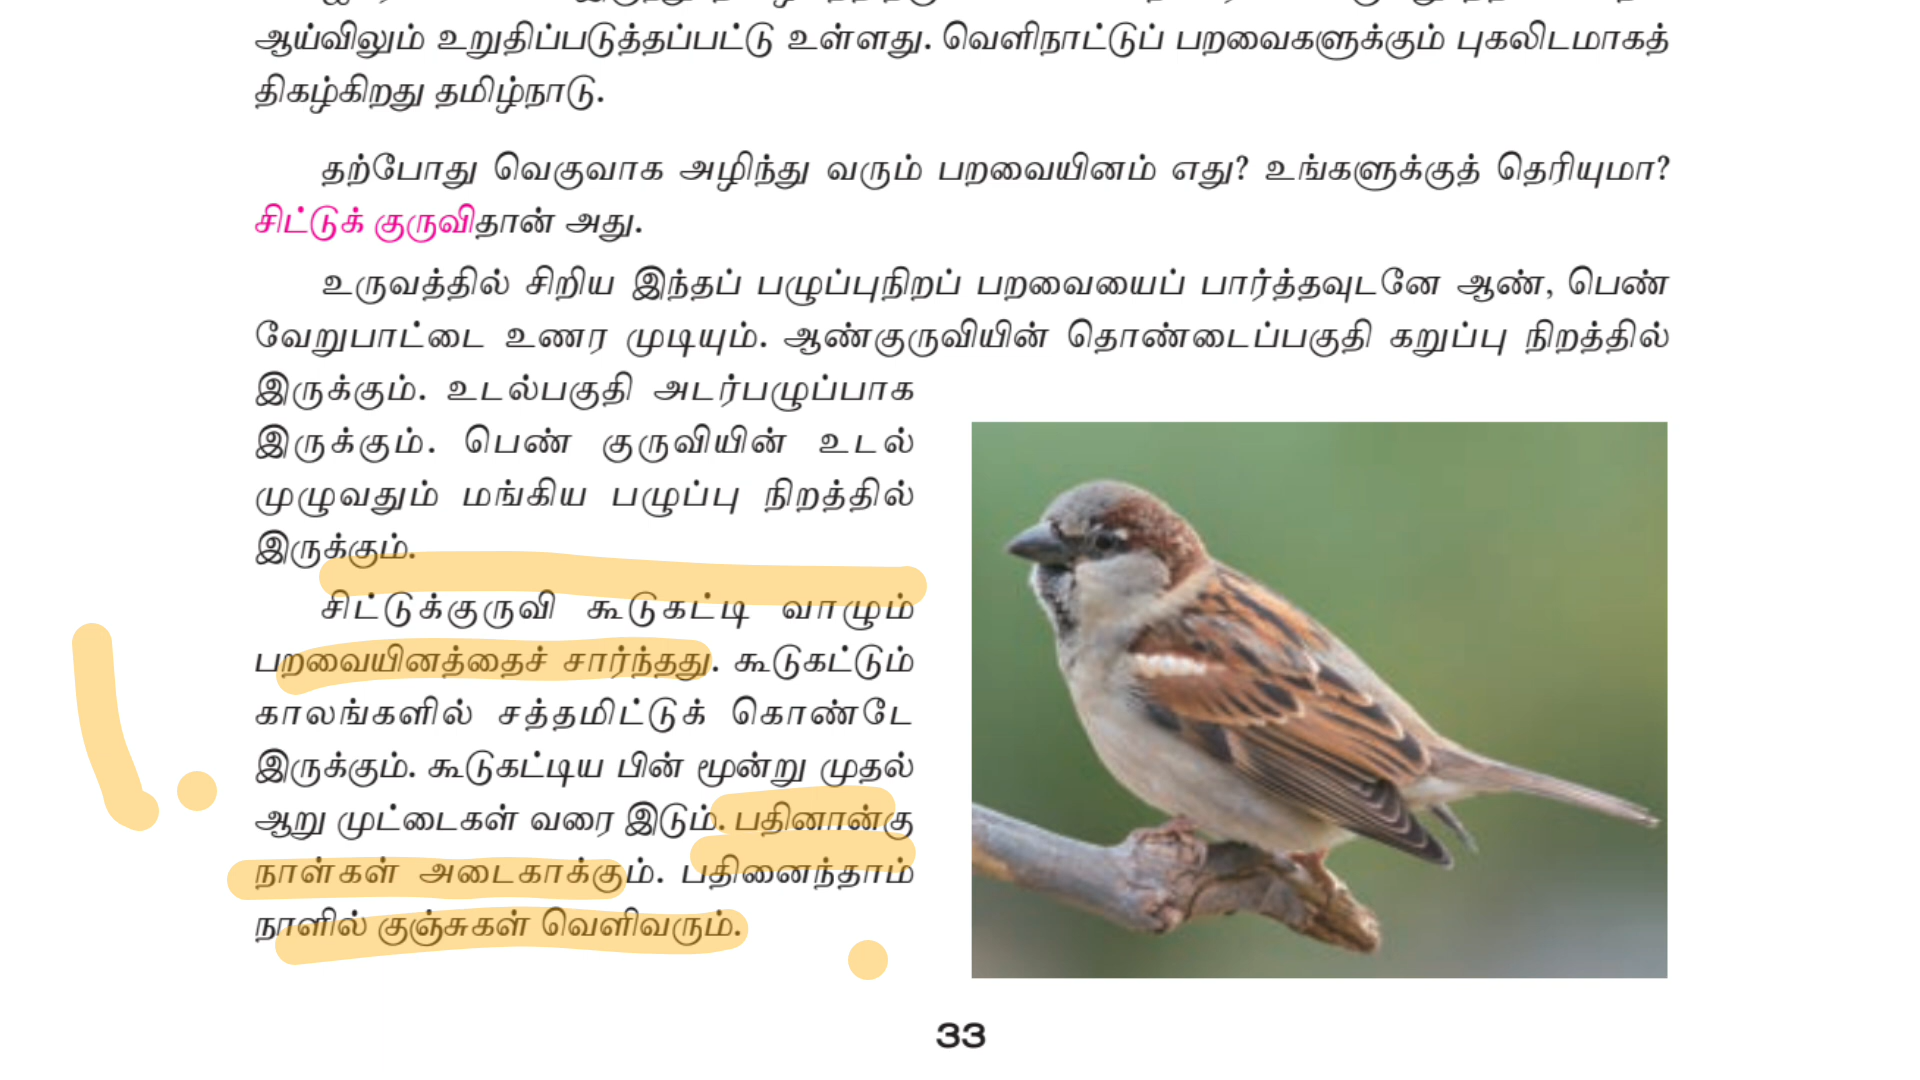 ஆய்விலும் உறுதிப்படுத்தப்பட்டு உள்ளது. வெளிநாட்டுப் பறவைகளுக்கும் புகலிடமாகத்
திகழ்கிறது தமிழ்நாடு.
தற்போது வெகுவாக அழிந்து வரும் பறவையினம் எது? உங்களுக்குத் தெரியுமா?
சிட்டுக் குருவிதான் அது.
உருவத்தில் சிறிய இந்தப் பழுப்புநிறப் பறவையைப் பார்த்தவுடனே ஆண், பெண்
வேறுபாட்டை உணர முடியும். ஆண்குருவியின் தொண்டைப்பகுதி கறுப்பு நிறத்தில்
இருக்கும். உடல்பகுதி அடர்பழுப்பாக
இருக்கும். பெண் குருவியின் உடல்
முழுவதும் மங்கிய பழுப்பு நிறத்தில்
இருக்கும்.
சிட்டுக்குருவி கூடுகட்டி வாழும்
பறவையினத்தைச் சார்ந்தது. கூடுகட்டும்
காலங்களில் சத்தமிட்டுக் கொண்டே
இருக்கும். கூடுகட்டிய பின் மூன்று முதல்
ஆறு முட்டைகள் வரை இடும். பதினான்கு
நாள்கள் அடைகாக்கும். பதினைந்தாம்
நாளில் குஞ்சுகள் வெளிவரும்.
33